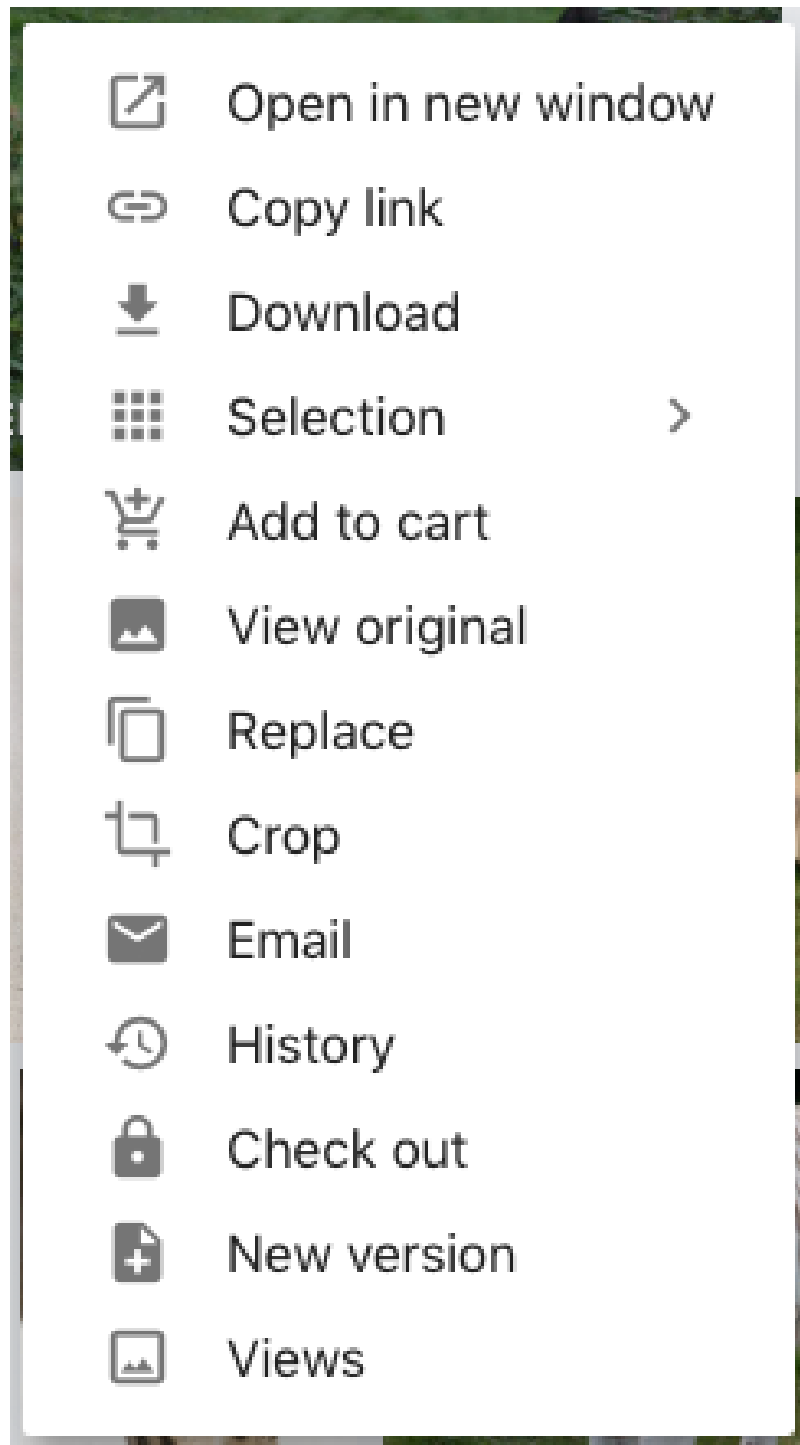 Open in new window
Copy link
Download
Selection
Add to cart
View original
Replace
Crop
Email
History
Check out
New version
Views